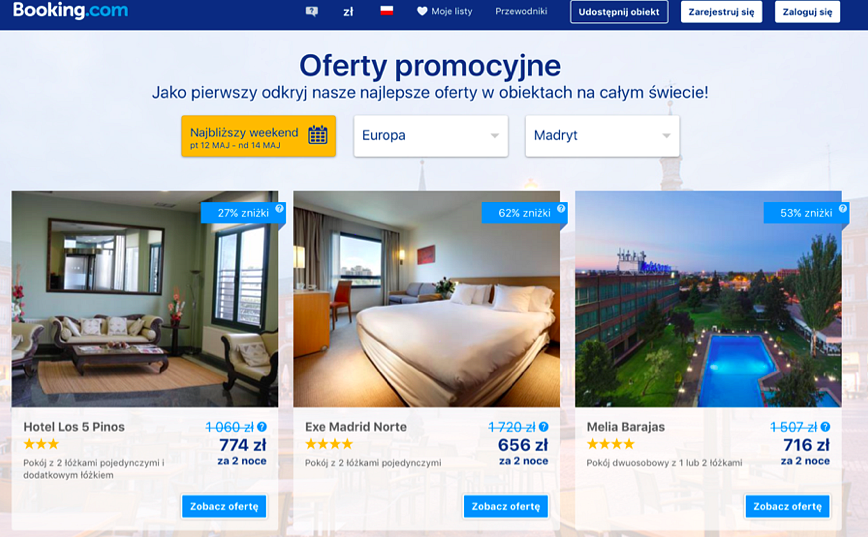 Booking.com
zł
Moje listy
Przewodniki
Udostępnij obiekt
Zarejestruj się
Zaloguj się
Oferty promocyjne
Jako pierwszy odkryj nasze najlepsze oferty w obiektach na całym świecie!
Najbliższy weekend
pt 12 MAJ - nd 14 MAJ
Europa
Madryt
27% zniżki
62% zniżki
53% zniżki
Hotel Los 5 Pinos
1 060 zł
774 zł
za 2 noce
Pokój z 2 łóżkami pojedynczymi i
dodatkowym łóżkiem
Zobacz ofertę
Exe Madrid Norte
1 720 zł
656 zł
za 2 noce
Pokój z 2 łóżkami pojedynczymi
Zobacz ofertę
Melia Barajas
1 507 zł
716 zł
za 2 noce
Pokój dwuosobowy z 1 lub 2 łóżkami
Zobacz ofertę